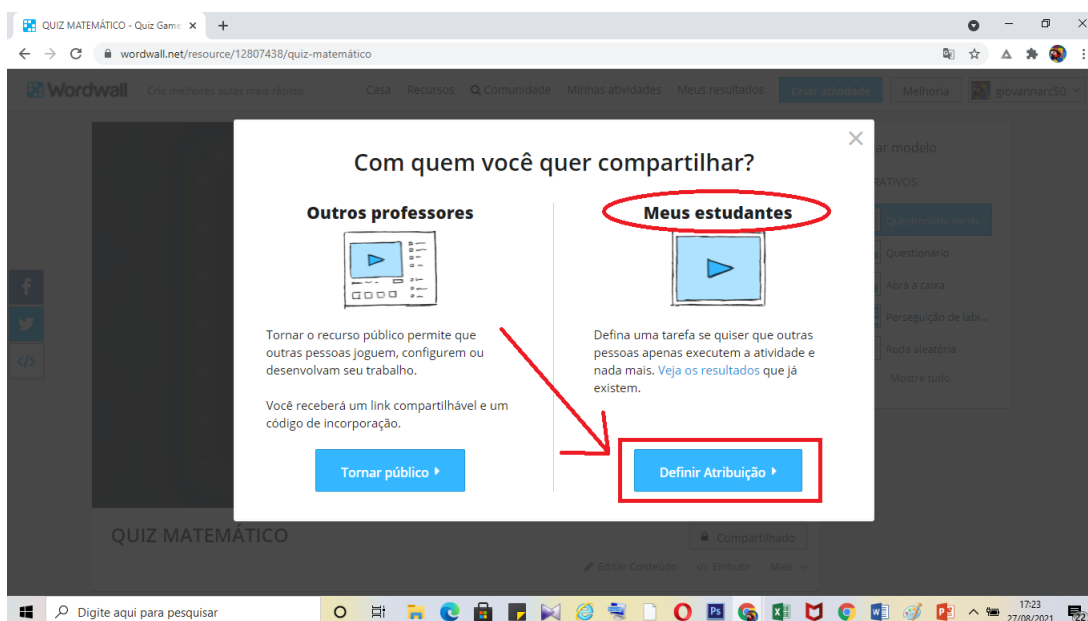 QUIZ MATEMÁTICO - Quiz Game
wordwall.net/resource/12807438/quiz-matemático
Wordwall
Crie melhores aulas mais rápido
Casa
Recursos
Comunidade
Minhas atividades
Meus resultados
Criar atividade
Melhoria
giovannarc50
Com quem você quer compartilhar?
Outros professores
Tornar o recurso público permite que
outras pessoas joguem, configurem ou
desenvolvam seu trabalho.
Você receberá um link compartilhável e um
código de incorporação.
Tornar público
Meus estudantes
Defina uma tarefa se quiser que outras
pessoas apenas executem a atividade e
nada mais. Veja os resultados que já
existem.
Definir Atribuição
ar modelo
RATIVOS
Questionário
Abra a caixa
Perseguição de labi...
Roda aleatória
Mostre tudo
QUIZ MATEMÁTICO
Compartilhado
Editar Conteúdo
Embutir
Mais
Digite aqui para pesquisar
17:23
27/08/2021
22